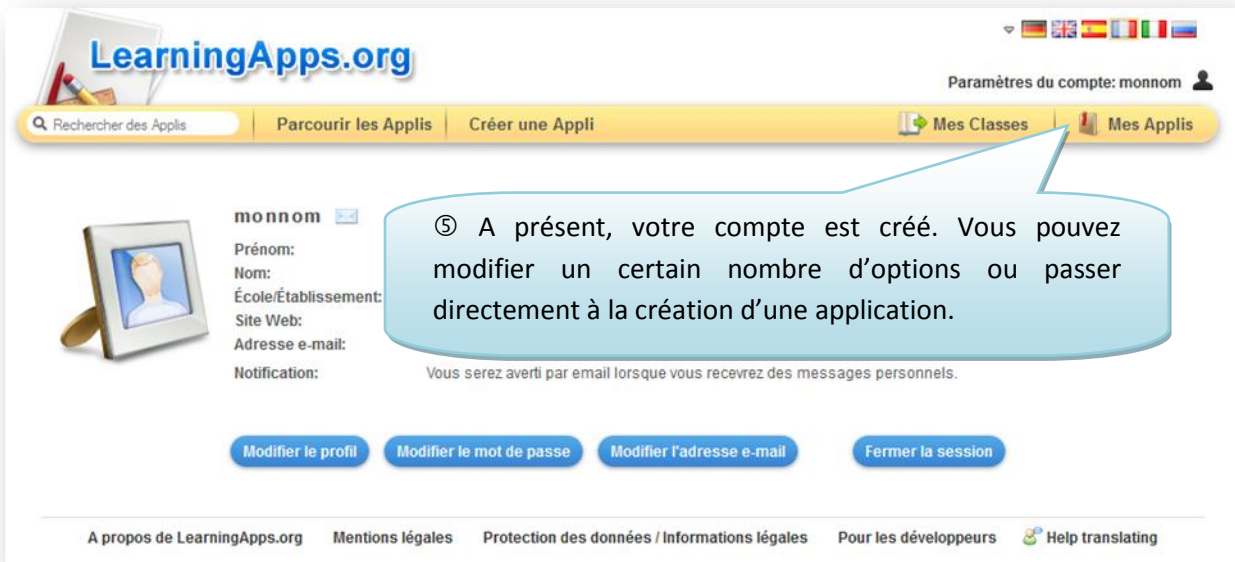 LearningApps.org
Paramètres du compte: monnom
Rechercher des Applis
Parcourir les Applis
Créer une Appli
Mes Classes
Mes Applis
monnom
Prénom:
Nom:
École/Établissement:
Site Web:
Adresse e-mail:
⑤ A présent, votre compte est créé. Vous pouvez
modifier un certain nombre d’options ou passer
directement à la création d’une application.
Notification: Vous serez averti par email lorsque vous recevrez des messages personnels.
Modifier le profil
Modifier le mot de passe
Modifier l'adresse e-mail
Fermer la session
A propos de LearningApps.org
Mentions légales
Protection des données / Informations légales
Pour les développeurs
Help translating